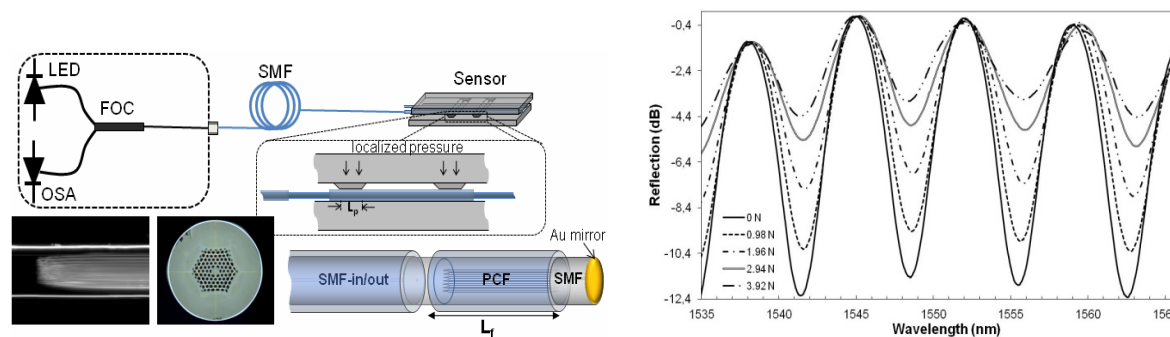 LED
FOC
OSA
SMF
Sensor
localized pressure
Lp
Au mirror
SMF-in/out
PCF
SMF
Lf
Reflection (dB)
-0,4
-2,4
-4,4
-6,4
-8,4
-10,4
-12,4
0 N
0.98 N
1.96 N
2.94 N
3.92 N
1535
1540
1545
1550
1555
1560
Wavelength (nm)